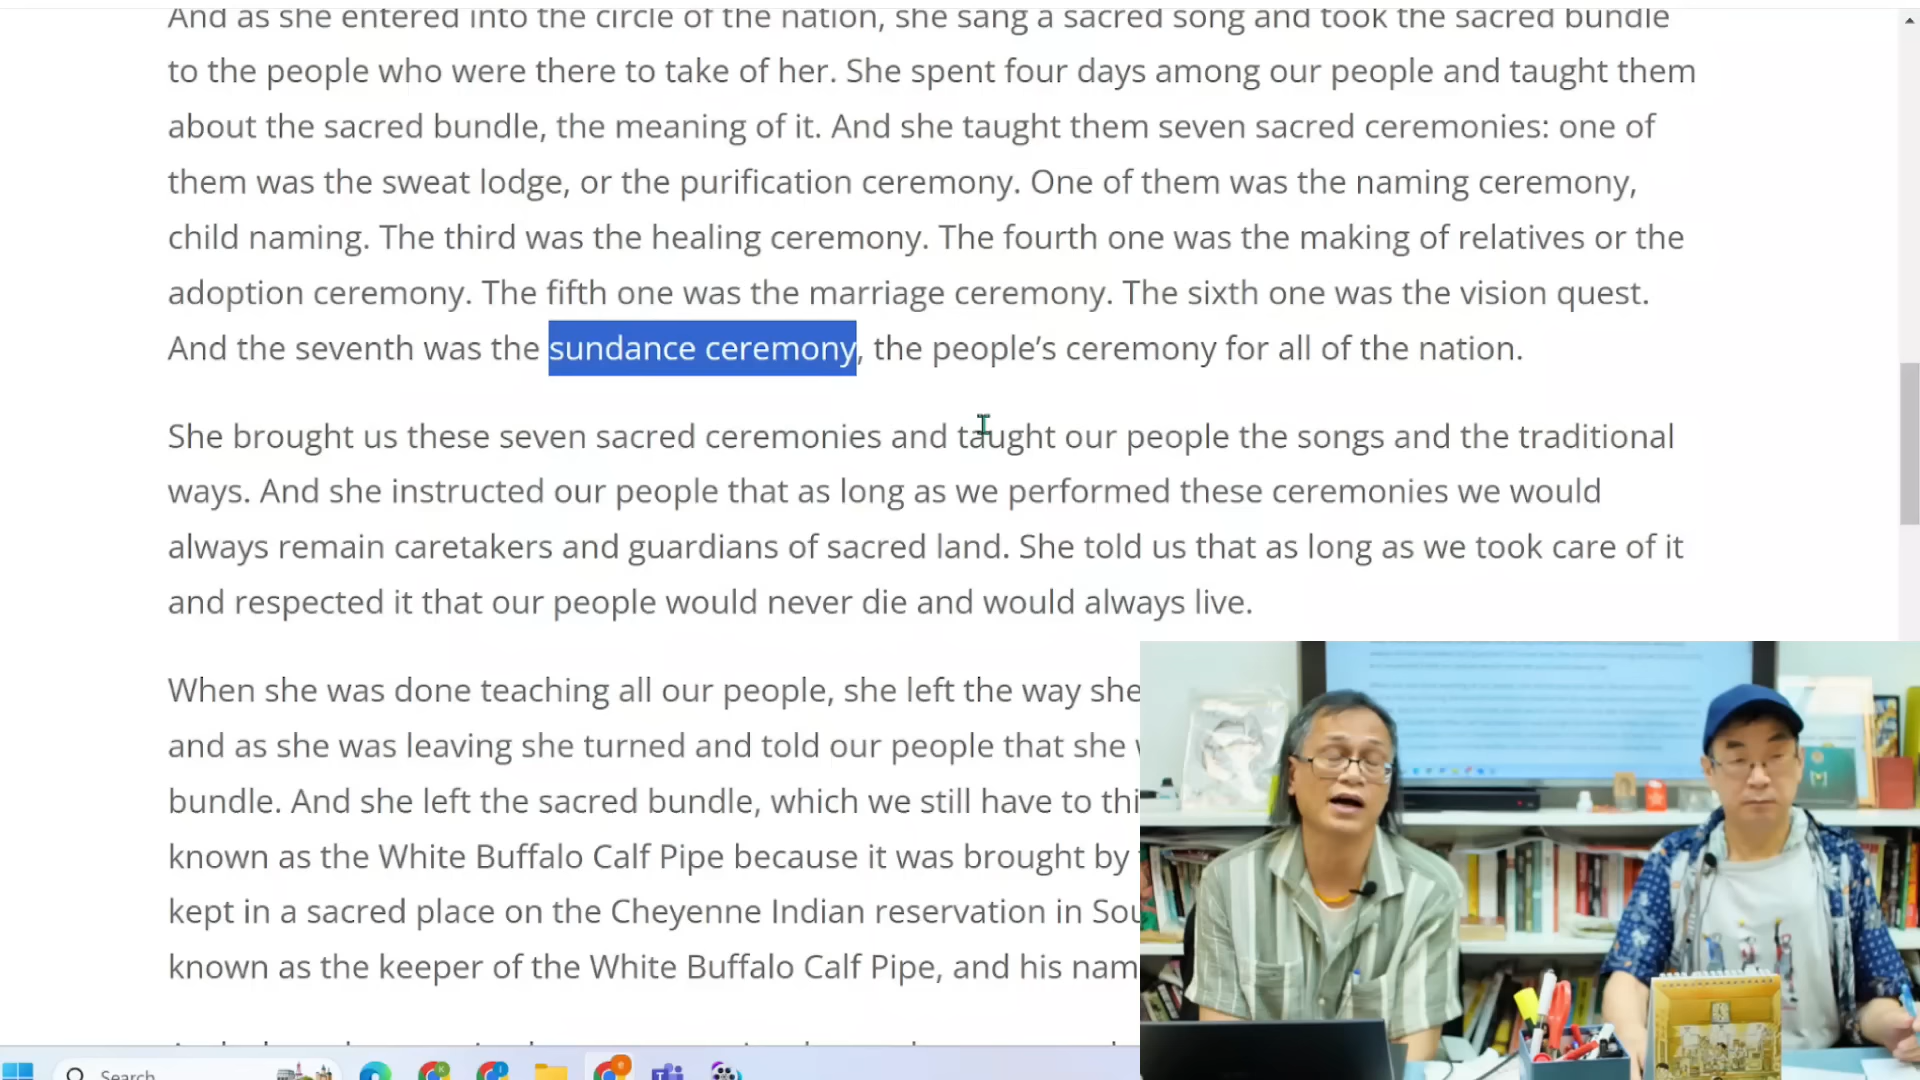 And as she entered into the circle of the nation, she sang a sacred song and took the sacred bundle
to the people who were there to take of her. She spent four days among our people and taught them
about the sacred bundle, the meaning of it. And she taught them seven sacred ceremonies: one of
them was the sweat lodge, or the purification ceremony. One of them was the naming ceremony,
child naming. The third was the healing ceremony. The fourth one was the making of relatives or the
adoption ceremony. The fifth one was the marriage ceremony. The sixth one was the vision quest.
And the seventh was the sundance ceremony, the people’s ceremony for all of the nation.
She brought us these seven sacred ceremonies and taught our people the songs and the traditional
ways. And she instructed our people that as long as we performed these ceremonies we would
always remain caretakers and guardians of sacred land. She told us that as long as we took care of it
and respected it that our people would never die and would always live.
When she was done teaching all our people, she left the way she
and as she was leaving she turned and told our people that she
bundle. And she left the sacred bundle, which we still have to
known as the White Buffalo Calf Pipe because it was brought by
kept in a sacred place on the Cheyenne Indian reservation in
known as the keeper of the White Buffalo Calf Pipe, and his
Search